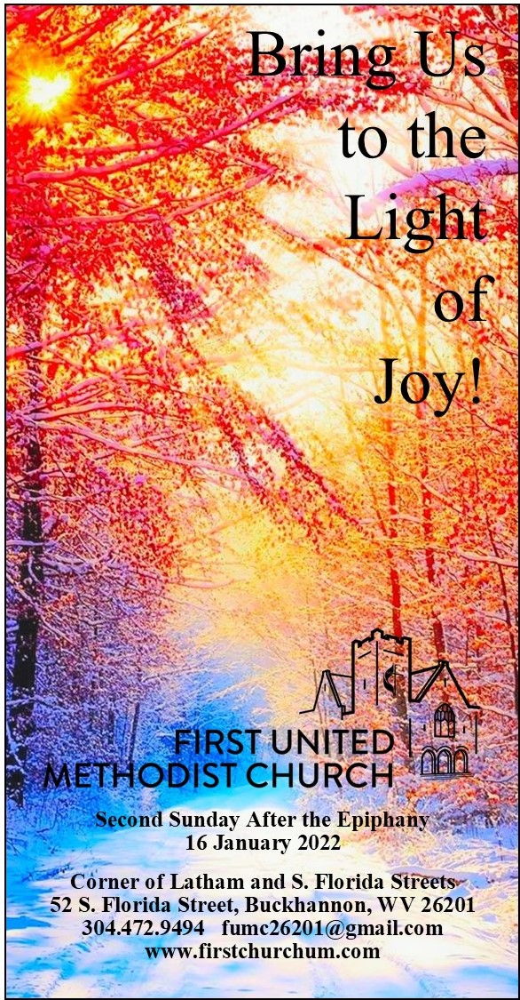 Bring Us
to the
Light
of
Joy!
FIRST UNITED
METHODIST CHURCH
Second Sunday After the Epiphany
16 January 2022
Corner of Latham and S. Florida Streets
52 S. Florida Street, Buckhannon, WV 26201
304.472.9494 fumc26201@gmail.com
www.firstchurchum.com